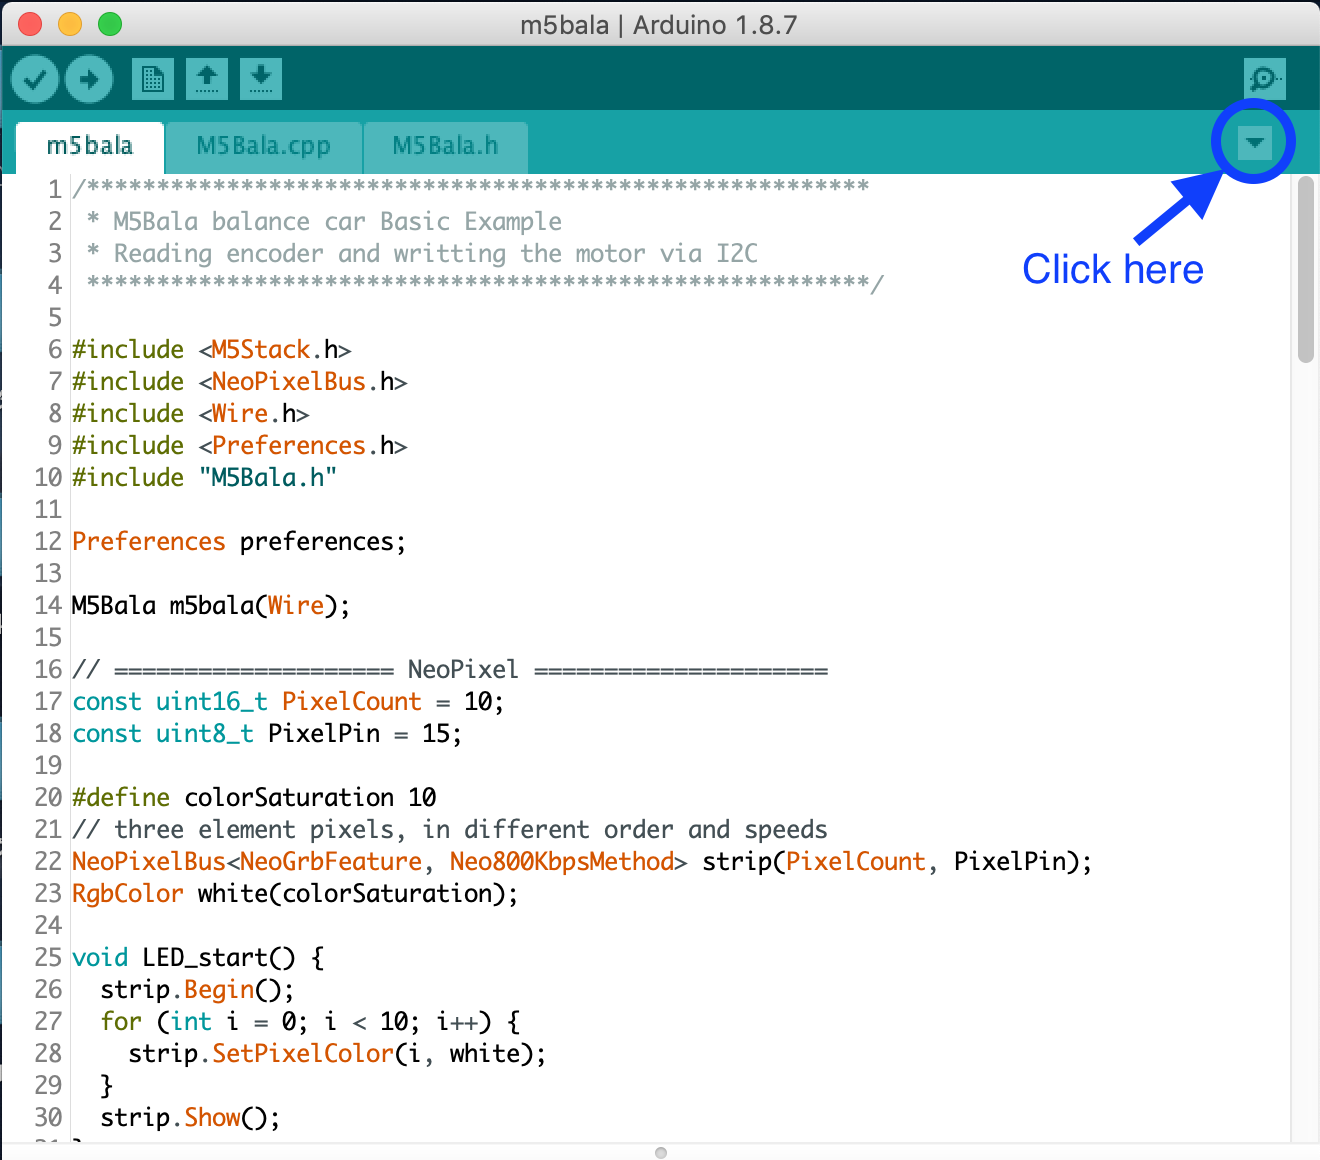 m5bala | Arduino 1.8.7
m5bala M5Bala.cpp M5Bala.h
1 /********************************************************
2  * M5Bala balance car Basic Example
3  * Reading encoder and writting the motor via I2C
4  ********************************************************/
Click here
5
6 #include <M5Stack.h>
7 #include <NeoPixelBus.h>
8 #include <Wire.h>
9 #include <Preferences.h>
10 #include "M5Bala.h"
11
12 Preferences preferences;
13
14 M5Bala m5bala(Wire);
15
16 // ==================== NeoPixel =====================
17 const uint16_t PixelCount = 10;
18 const uint8_t PixelPin = 15;
19
20 #define colorSaturation 10
21 // three element pixels, in different order and speeds
22 NeoPixelBus<NeoGrbFeature, Neo800KbpsMethod> strip(PixelCount, PixelPin);
23 RgbColor white(colorSaturation);
24
25 void LED_start() {
26   strip.Begin();
27   for (int i = 0; i < 10; i++) {
28     strip.SetPixelColor(i, white);
29   }
30   strip.Show();